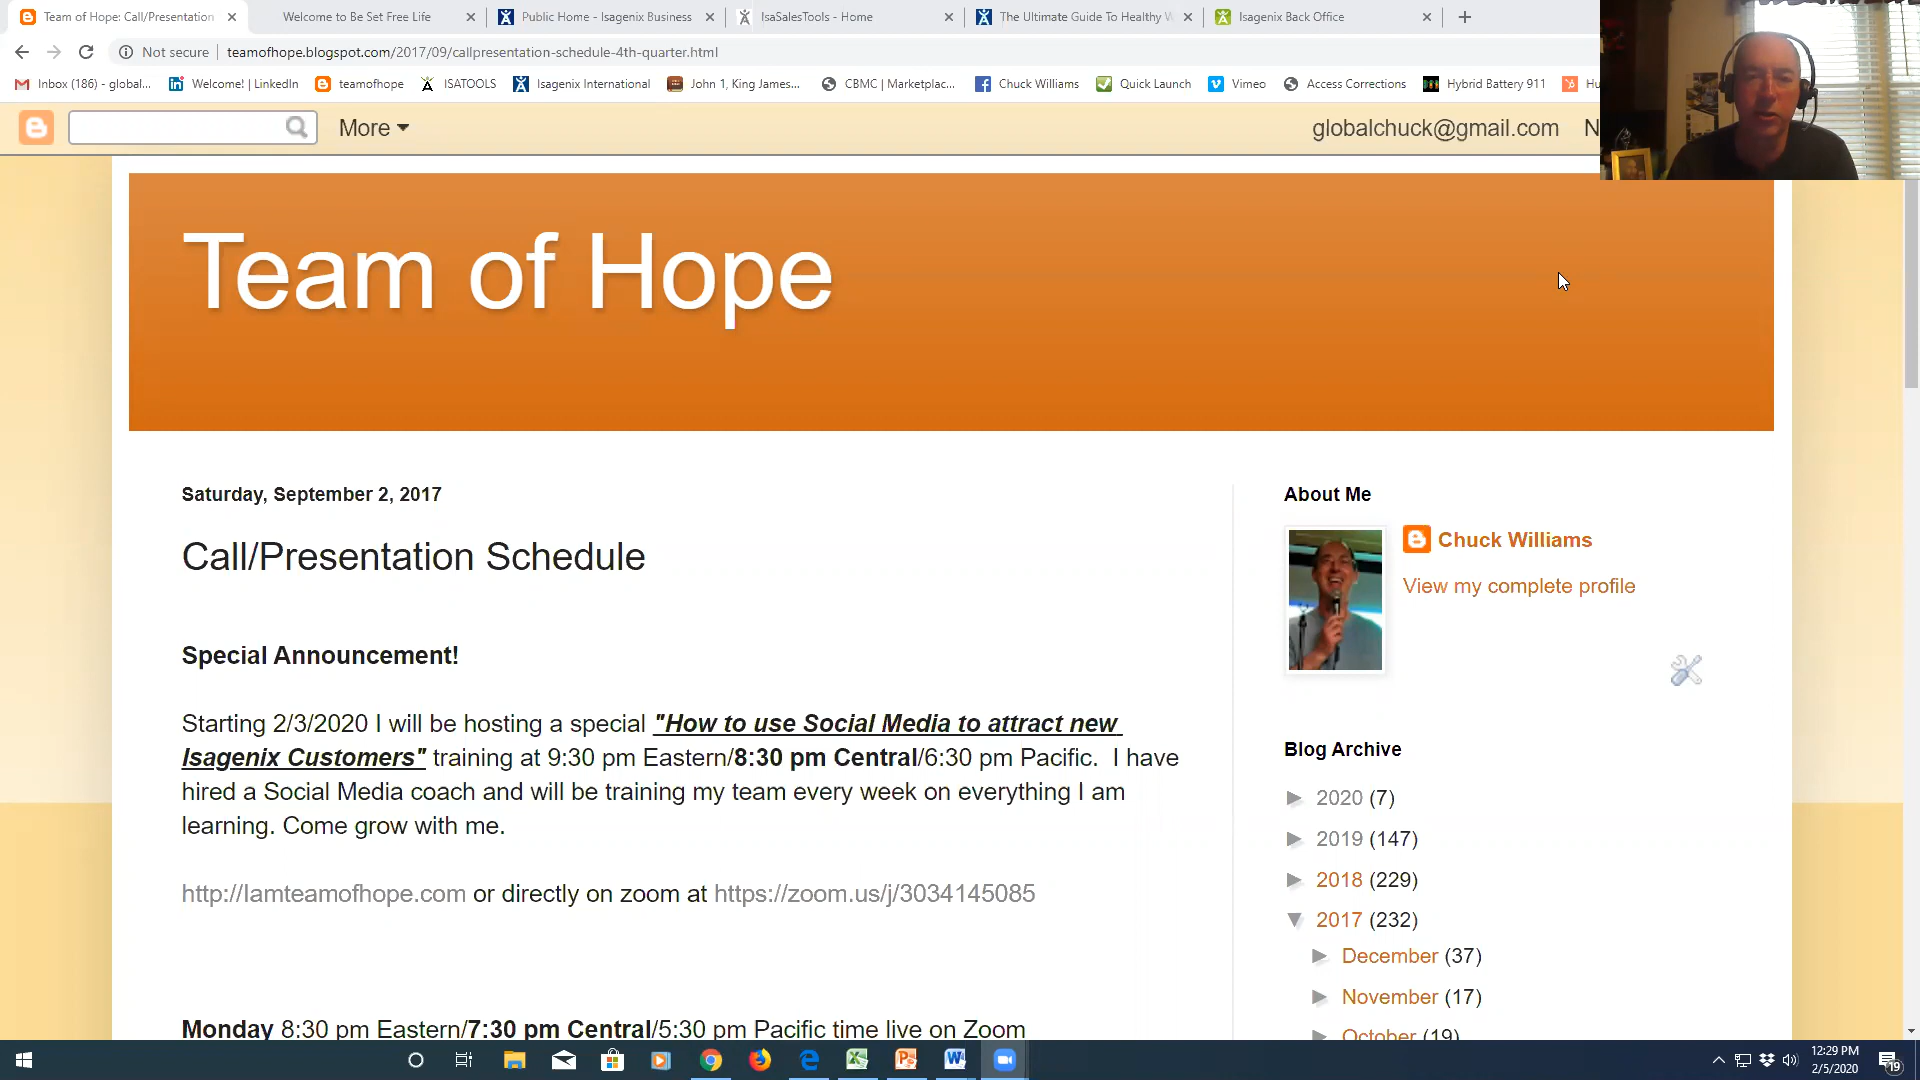 Team of Hope: Call/Presentation
Welcome to Be Set Free Life
Public Home - Isagenix Business
IsaSalesTools - Home
The Ultimate Guide To Healthy W
Isagenix Back Office
Not secure
teamofhope.blogspot.com/2017/09/callpresentation-schedule-4th-quarter.html
Inbox (186) - global...
Welcome! | LinkedIn
teamofhope
ISATOOLS
Isagenix International
John 1, King James...
CBMC | Marketplac...
Chuck Williams
Quick Launch
Vimeo
Access Corrections
Hybrid Battery 911
Hu
More
globalchuck@gmail.com
N
Team of Hope
Saturday, September 2, 2017
Call/Presentation Schedule
Special Announcement!
Starting 2/3/2020 I will be hosting a special "How to use Social Media to attract new
Isagenix Customers" training at 9:30 pm Eastern/8:30 pm Central/6:30 pm Pacific. I have
hired a Social Media coach and will be training my team every week on everything I am
learning. Come grow with me.
http://Iamteamofhope.com or directly on zoom at https://zoom.us/j/3034145085
Monday 8:30 pm Eastern/7:30 pm Central/5:30 pm Pacific time live on Zoom
About Me
Chuck Williams
View my complete profile
Blog Archive
► 2020 (7)
► 2019 (147)
► 2018 (229)
▼ 2017 (232)
► December (37)
► November (17)
► October (19)
12:29 PM
2/5/2020
19